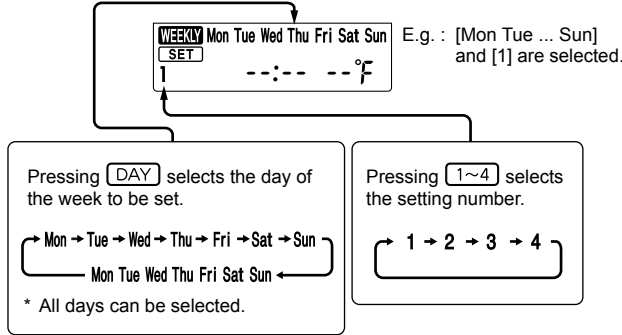 WEEKLY Mon Tue Wed Thu Fri Sat Sun
SET
1 --:-- --°F
E.g. : [Mon Tue ... Sun]
and [1] are selected.
Pressing DAY selects the day of
the week to be set.
Mon → Tue → Wed → Thu → Fri → Sat → Sun
Mon Tue Wed Thu Fri Sat Sun
* All days can be selected.
Pressing 1~4 selects
the setting number.
1 → 2 → 3 → 4